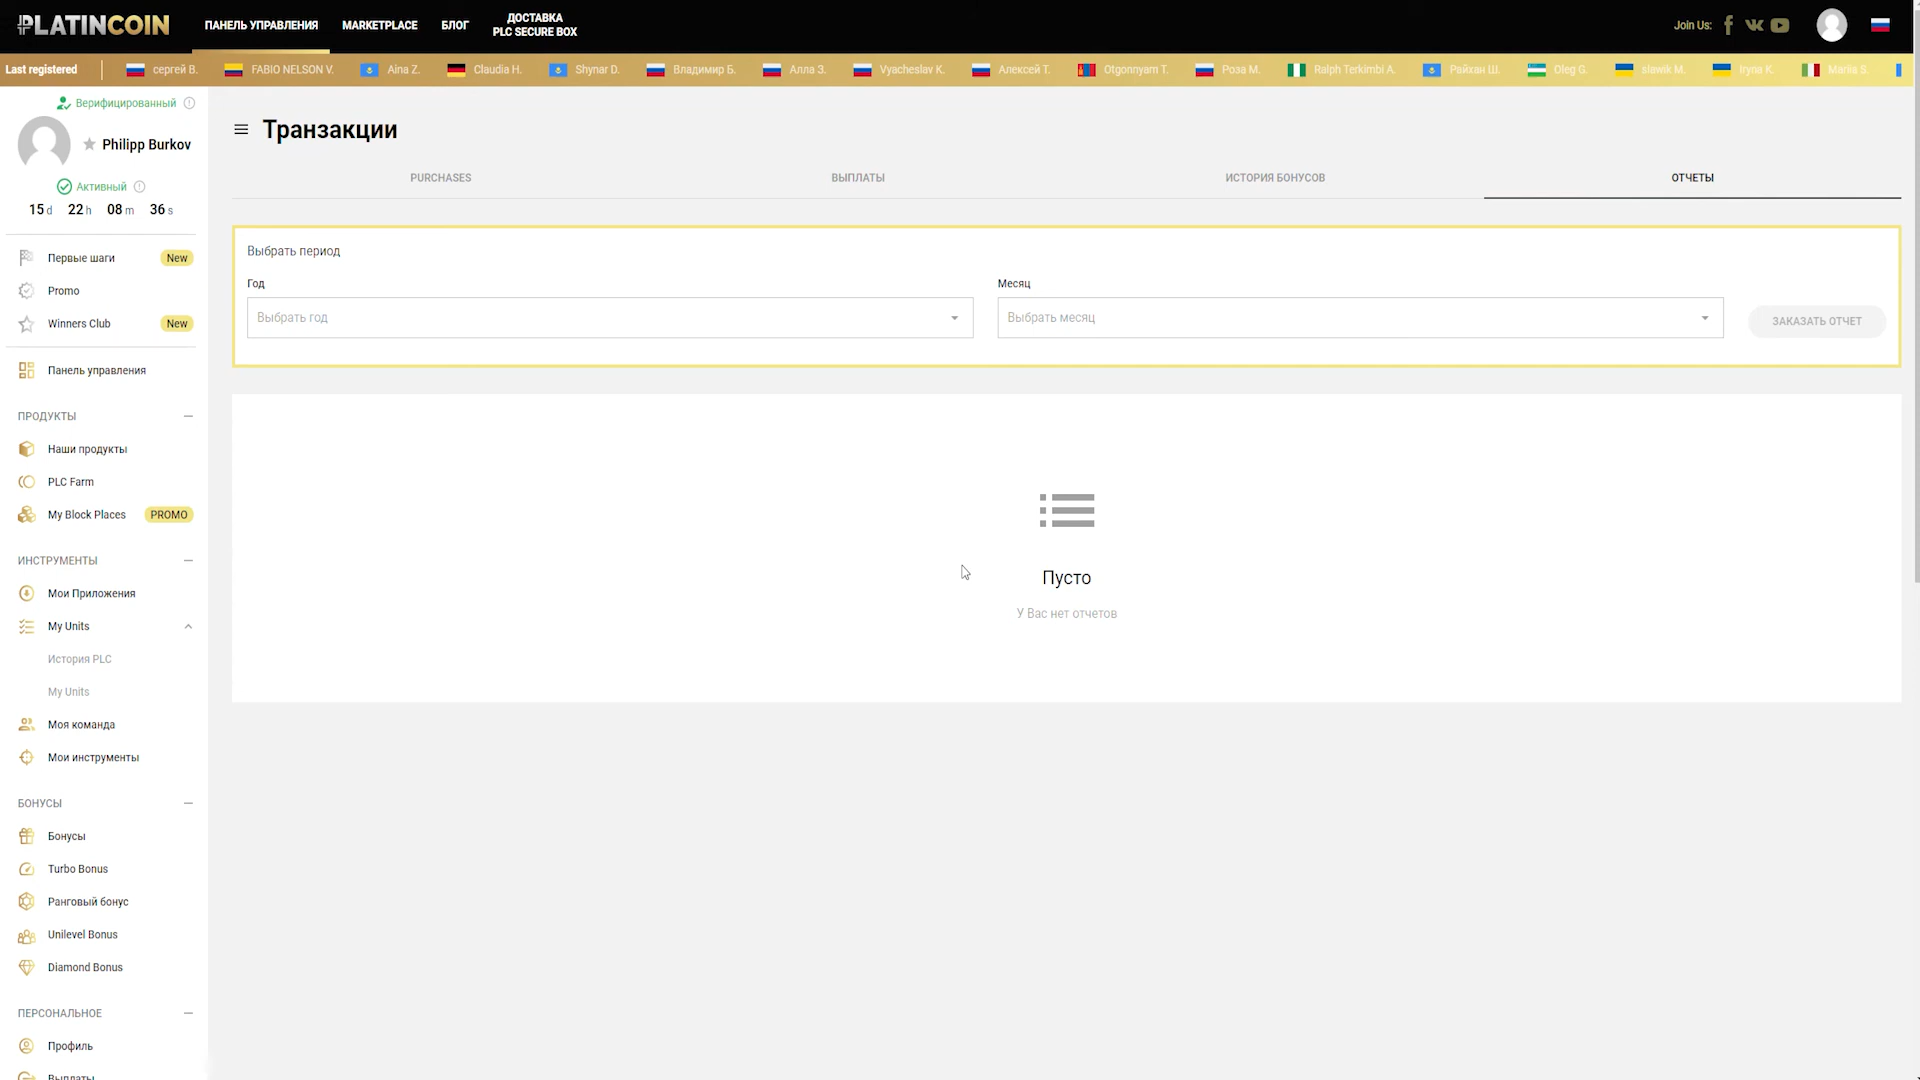 PLATINCOIN
ПАНЕЛЬ УПРАВЛЕНИЯ
MARKETPLACE
БЛОГ
ДОСТАВКА
PLC SECURE BOX
Join Us:
Last registered
сергей В.
FABIO NELSON V.
Aina Z.
Claudia H.
Shynar D.
Владимир Б.
Алла З.
Vyacheslav K.
Алексей Т.
Otgonnyam T.
Роза М.
Ralph Terkimbi A.
Райхан Ш.
Oleg G.
slawik M.
Iryna K.
Mariia S.
Верифицированный
Philipp Burkov
Активный
15 d 22 h 08 m 36 s
Первые шаги New
Promo
Winners Club New
Панель управления
ПРОДУКТЫ
Наши продукты
PLC Farm
My Block Places PROMO
ИНСТРУМЕНТЫ
Мои Приложения
My Units
История PLC
My Units
Моя команда
Мои инструменты
БОНУСЫ
Бонусы
Turbo Bonus
Ранговый бонус
Unilevel Bonus
Diamond Bonus
ПЕРСОНАЛЬНОЕ
Профиль
Выплаты
Транзакции
PURCHASES
ВЫПЛАТЫ
ИСТОРИЯ БОНУСОВ
ОТЧЕТЫ
Выбрать период
Год
Месяц
Выбрать год
Выбрать месяц
ЗАКАЗАТЬ ОТЧЕТ
Пусто
У Вас нет отчетов